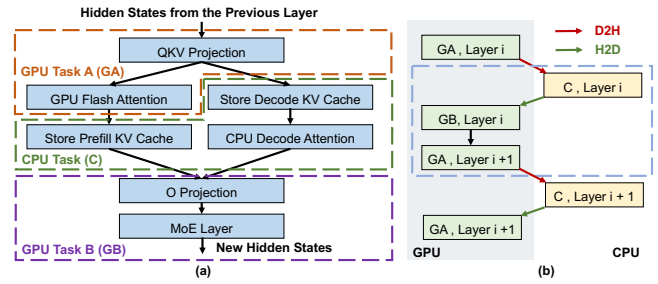 Hidden States from the Previous Layer
QKV Projection
GPU Task A (GA)
GPU Flash Attention
Store Decode KV Cache
Store Prefill KV Cache
CPU Decode Attention
CPU Task (C)
O Projection
MoE Layer
GPU Task B (GB)
New Hidden States
(a)
D2H
H2D
GA , Layer i
C , Layer i
GB, Layer i
GA , Layer i +1
C , Layer i + 1
GA , Layer i +1
GPU
CPU
(b)